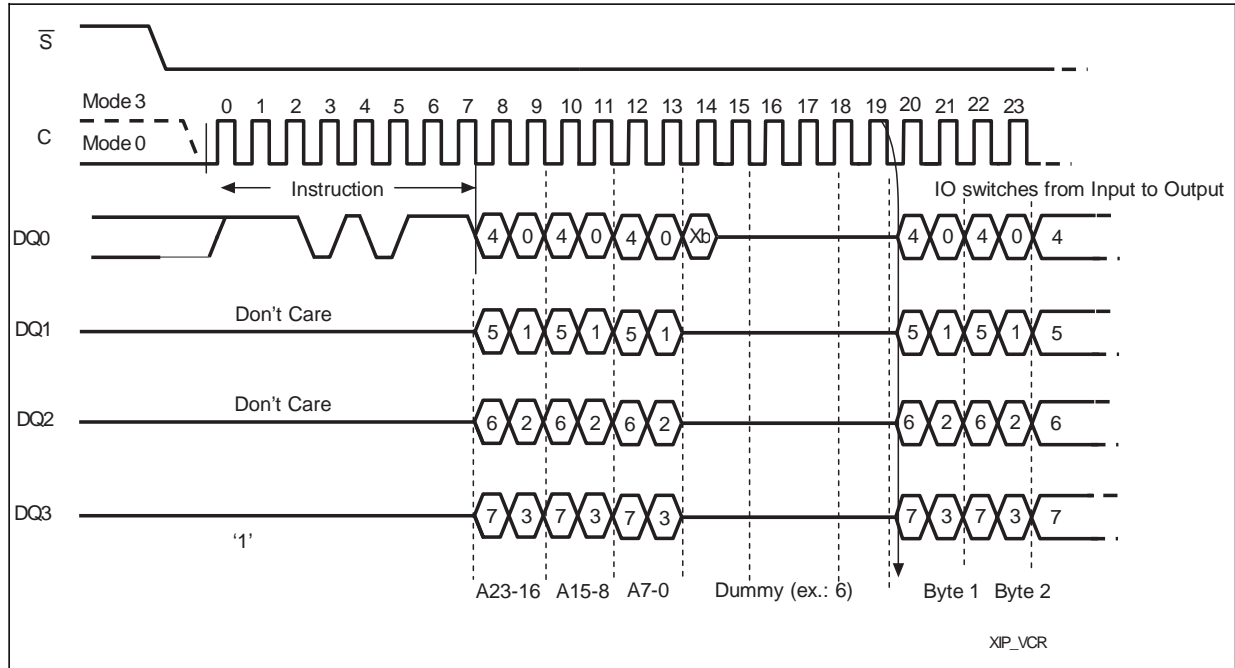 S
Mode 3
C
Mode 0
0 1 2 3 4 5 6 7 8 9 10 11 12 13 14 15 16 17 18 19 20 21 22 23
Instruction
IO switches from Input to Output
DQ0
4 0 4 0 4 0 Xb 4 0 4 0 4
Don't Care
DQ1
5 1 5 1 5 1 5 1 5 1 5
Don't Care
DQ2
6 2 6 2 6 2 6 2 6 2 6
DQ3
7 3 7 3 7 3 7 3 7 3 7
‘1’
A23-16 A15-8 A7-0 Dummy (ex.: 6) Byte 1 Byte 2
XIP_VCR